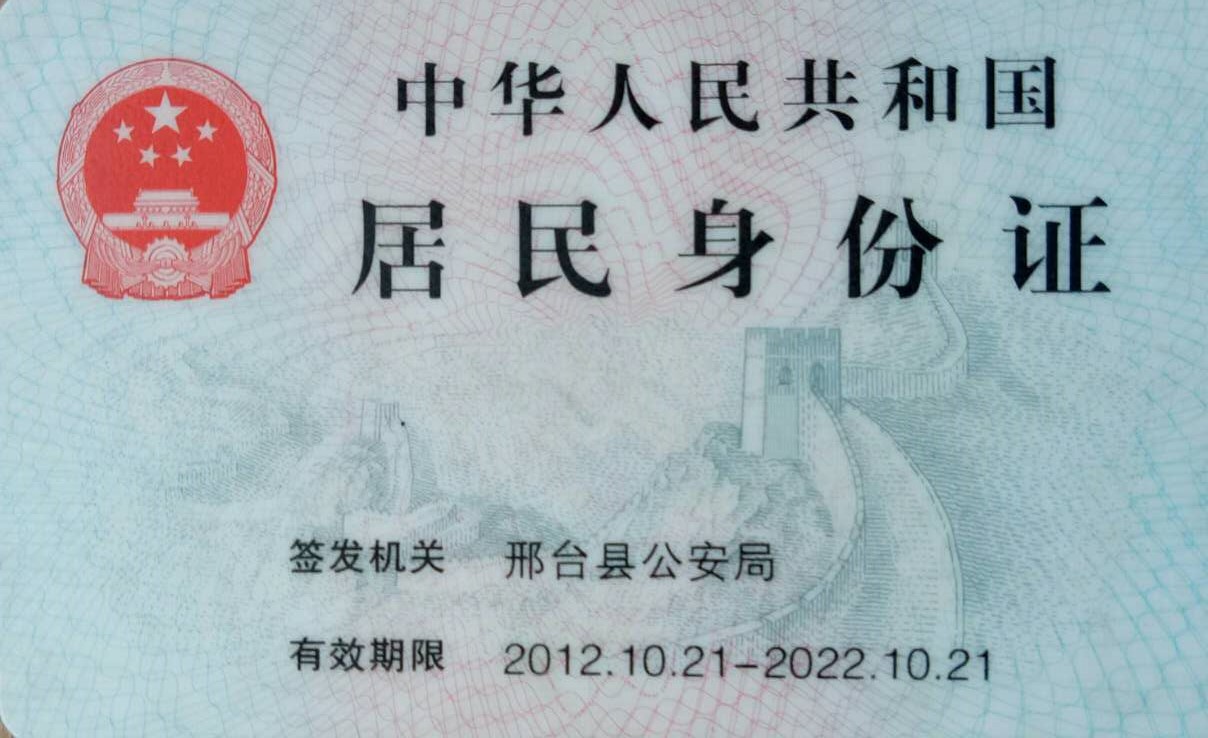 中华人民共和国
居民身份证
签发机关 邢台县公安局
有效期限 2012.10.21-2022.10.21